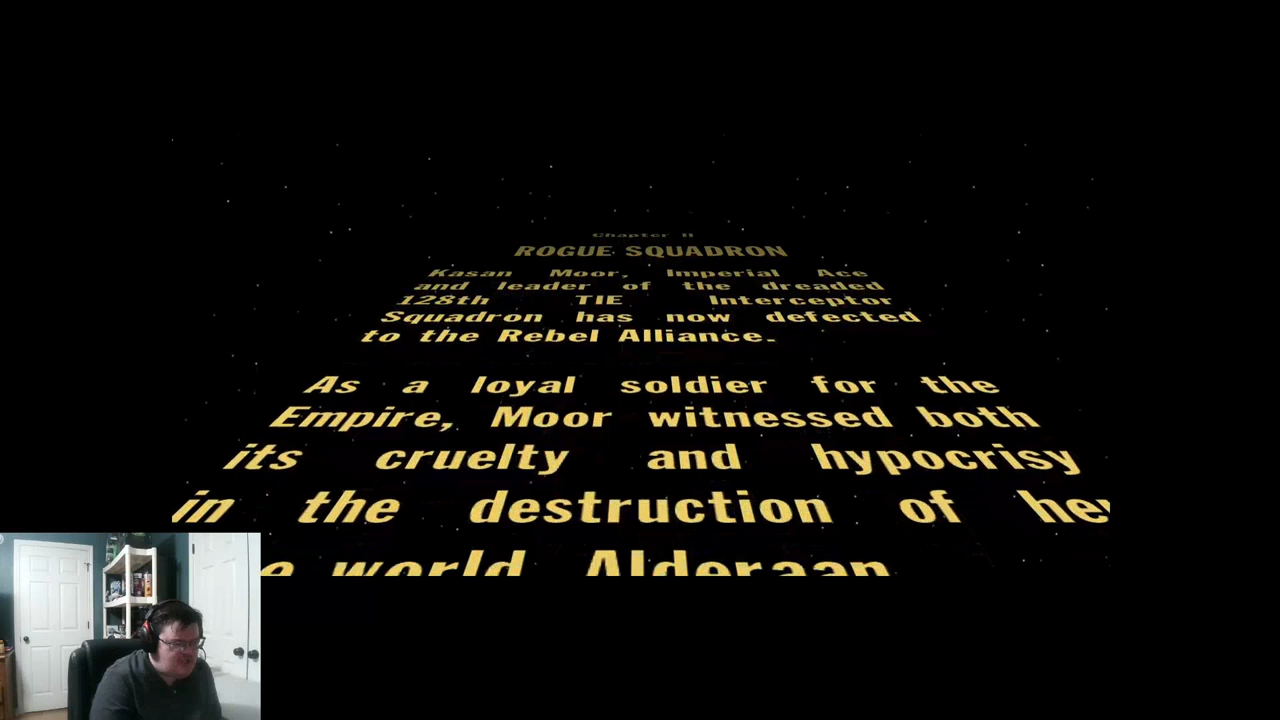 Chapter II
ROGUE SQUADRON
Kasan Moor, Imperial Ace
and leader of the dreaded
128th TIE Interceptor
Squadron has now defected
to the Rebel Alliance.
As a loyal soldier for the
Empire, Moor witnessed both
its cruelty and hypocrisy
in the destruction of her
e world, Alderaan